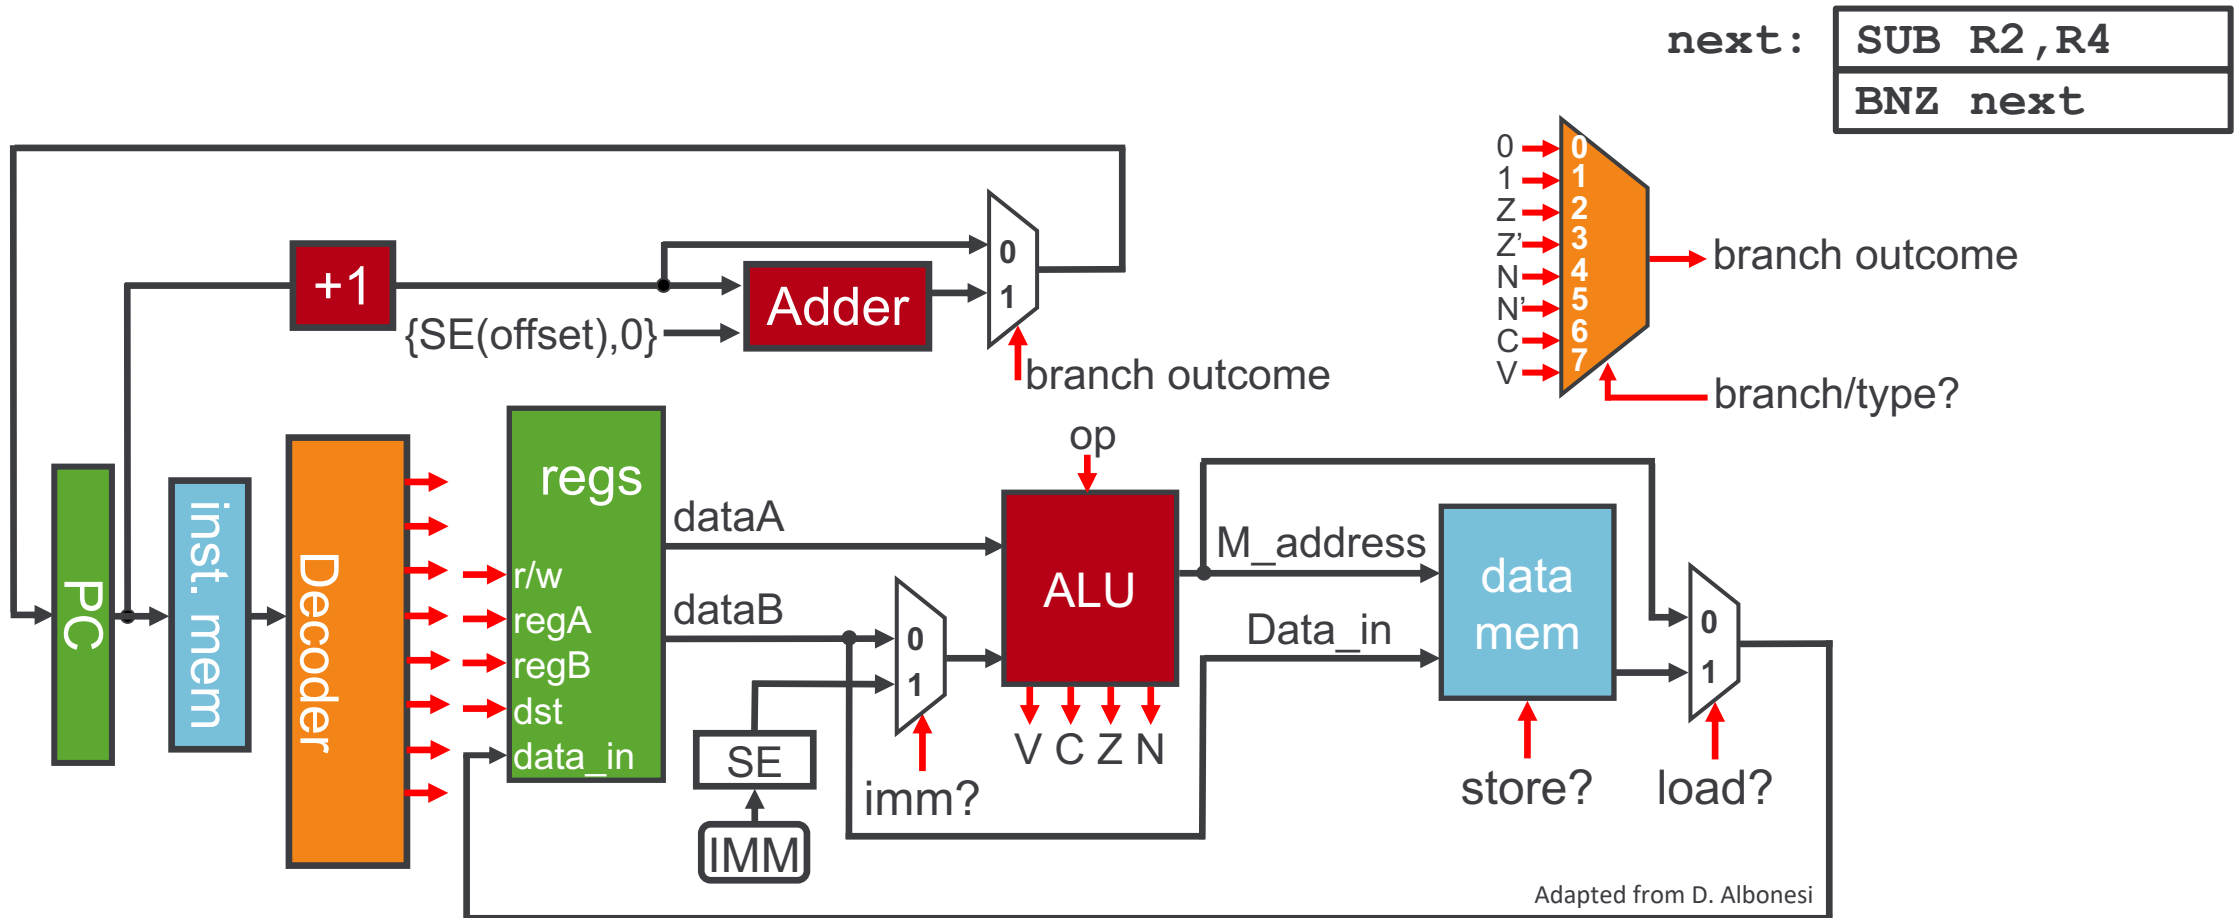 next: SUB R2,R4
BNZ next
0 0
1 1
Z 2
Z' 3
N 4
N' 5
C 6
V 7
branch outcome
branch/type?
+1
{SE(offset),0}
Adder
0
1
branch outcome
PC
inst. mem
Decoder
regs
r/w
regA
regB
dst
data_in
dataA
dataB
0
1
imm?
SE
IMM
op
ALU
V C Z N
M_address
Data_in
data
mem
store?
0
1
load?
Adapted from D. Albonesi